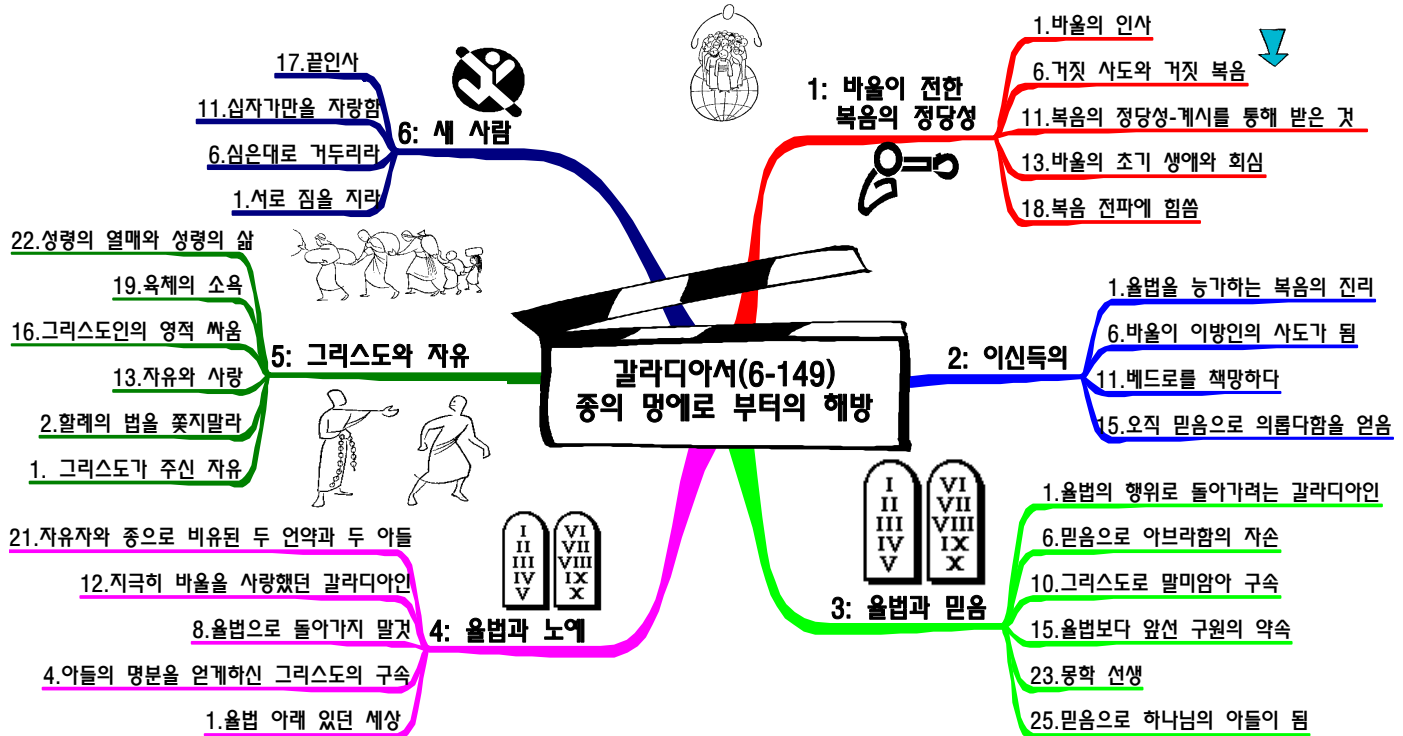 갈라디아서(6-149)
종의 멍에로 부터의 해방
1: 바울이 전한
복음의 정당성
1.바울의 인사
6.거짓 사도와 거짓 복음
11.복음의 정당성-계시를 통해 받은 것
13.바울의 초기 생애와 회심
18.복음 전파에 힘씀
2: 이신득의
1.율법을 능가하는 복음의 진리
6.바울이 이방인의 사도가 됨
11.베드로를 책망하다
15.오직 믿음으로 의롭다함을 얻음
I
II
III
IV
V
VI
VII
VIII
IX
X
3: 율법과 믿음
1.율법의 행위로 돌아가려는 갈라디아인
6.믿음으로 아브라함의 자손
10.그리스도로 말미암아 구속
15.율법보다 앞선 구원의 약속
23.몽학 선생
25.믿음으로 하나님의 아들이 됨
I
II
III
IV
V
VI
VII
VIII
IX
X
4: 율법과 노예
21.자유자와 종으로 비유된 두 언약과 두 아들
12.지극히 바울을 사랑했던 갈라디아인
8.율법으로 돌아가지 말것
4.아들의 명분을 얻게하신 그리스도의 구속
1.율법 아래 있던 세상
5: 그리스도와 자유
22.성령의 열매와 성령의 삶
19.육체의 소욕
16.그리스도인의 영적 싸움
13.자유와 사랑
2.할례의 법을 쫓지말라
1. 그리스도가 주신 자유
6: 새 사람
17.끝인사
11.십자가만을 자랑함
6.심은대로 거두리라
1.서로 짐을 지라